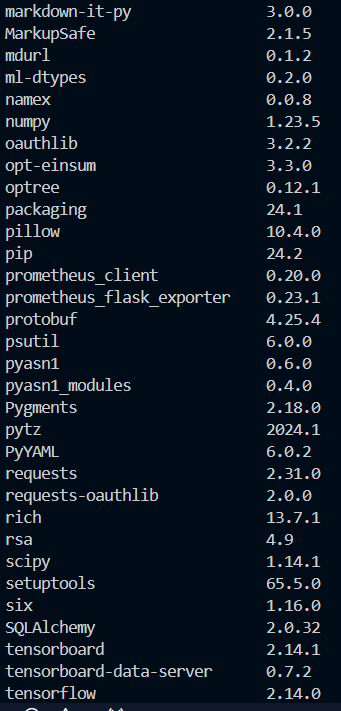 markdown-it-py 3.0.0
MarkupSafe 2.1.5
mdurl 0.1.2
ml-dtypes 0.2.0
namex 0.0.8
numpy 1.23.5
oauthlib 3.2.2
opt-einsum 3.3.0
optree 0.12.1
packaging 24.1
pillow 10.4.0
pip 24.2
prometheus_client 0.20.0
prometheus_flask_exporter 0.23.1
protobuf 4.25.4
psutil 6.0.0
pyasn1 0.6.0
pyasn1_modules 0.4.0
Pygments 2.18.0
pytz 2024.1
PyYAML 6.0.2
requests 2.31.0
requests-oauthlib 2.0.0
rich 13.7.1
rsa 4.9
scipy 1.14.1
setuptools 65.5.0
six 1.16.0
SQLAlchemy 2.0.32
tensorboard 2.14.1
tensorboard-data-server 0.7.2
tensorflow 2.14.0